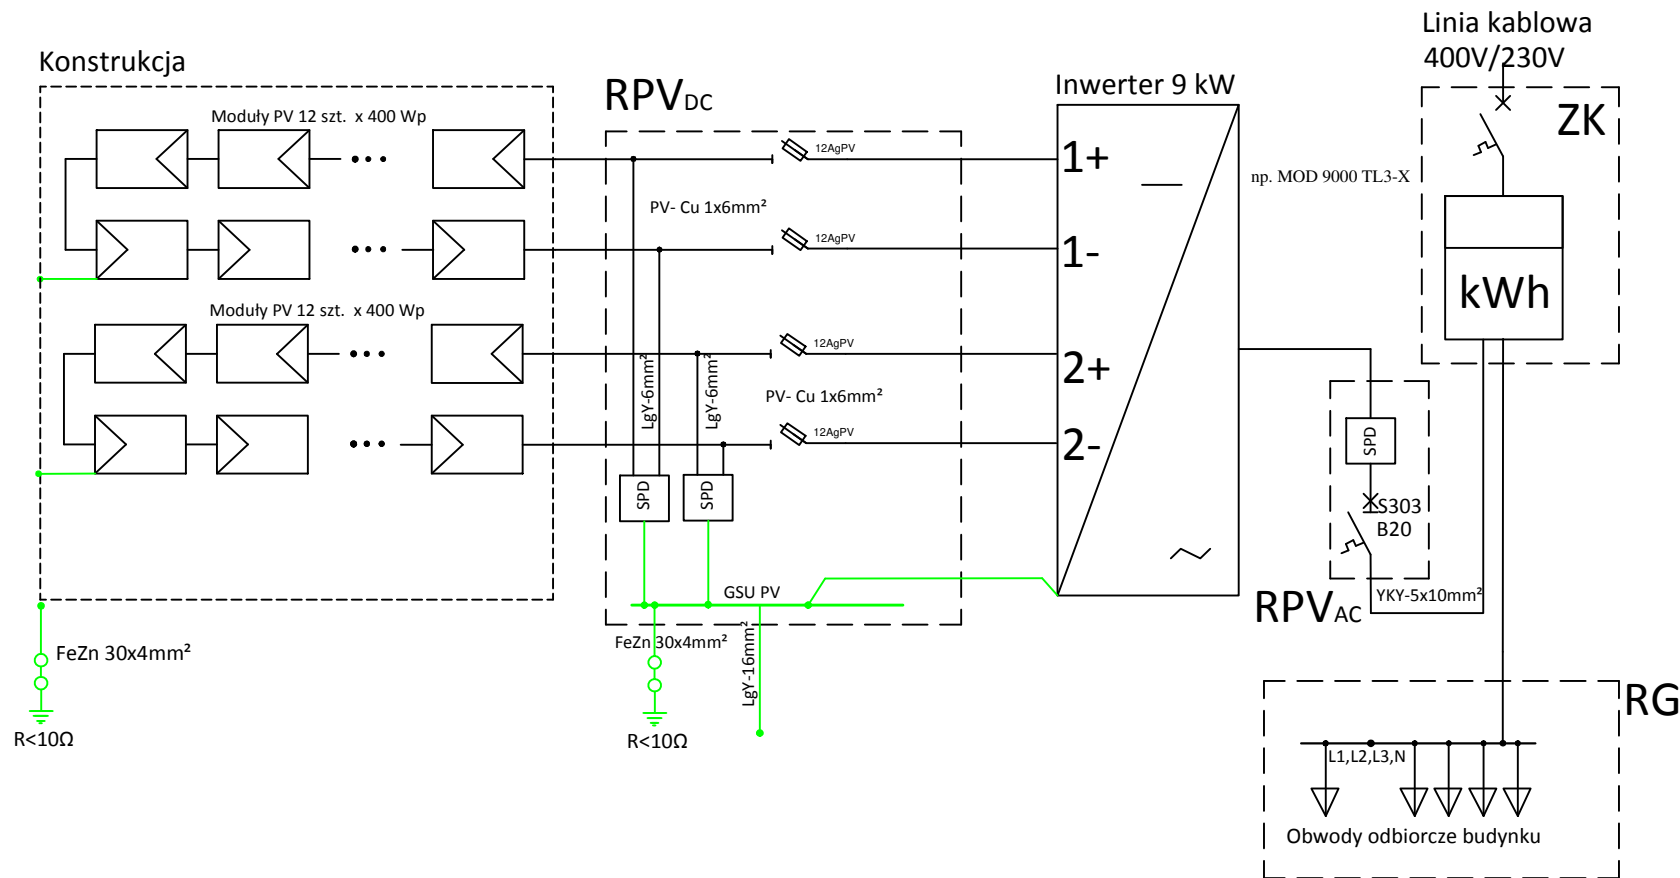 Linia kablowa
400V/230V
Konstrukcja
RPVDC
Inwerter 9 kW
ZK
Moduły PV 12 szt. x 400 Wp
12AgPV
1+
np. MOD 9000 TL3-X
PV- Cu 1x6mm²
12AgPV
1-
kWh
Moduły PV 12 szt. x 400 Wp
12AgPV
2+
LgY-6mm²
LgY-6mm²
PV- Cu 1x6mm²
12AgPV
2-
SPD
SPD
SPD
S303
B20
GSU PV
RPVAC
YKY-5x10mm²
FeZn 30x4mm²
FeZn 30x4mm²
LgY-16mm²
R<10Ω
R<10Ω
RG
L1,L2,L3,N
Obwody odbiorcze budynku